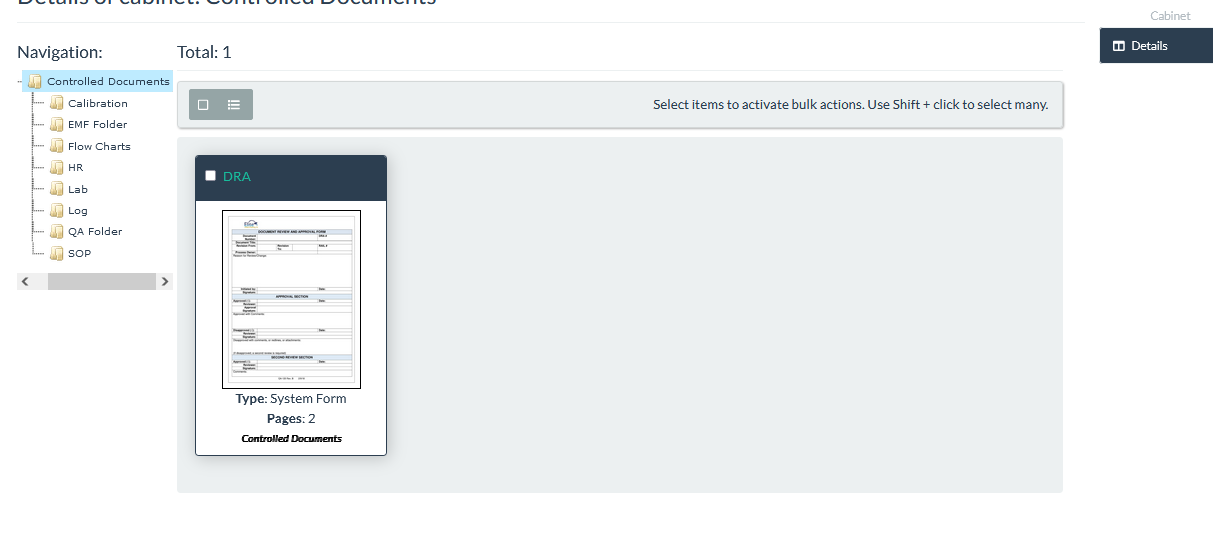 Details of cabinet: Controlled Documents
Cabinet
Details
Navigation:
Controlled Documents
Calibration
EMF Folder
Flow Charts
HR
Lab
Log
QA Folder
SOP
Total: 1
Select items to activate bulk actions. Use Shift + click to select many.
DRA
DOCUMENT REVIEW AND APPROVAL FORM
APPROVAL SECTION
SECOND REVIEW SECTION
Type: System Form
Pages: 2
Controlled Documents